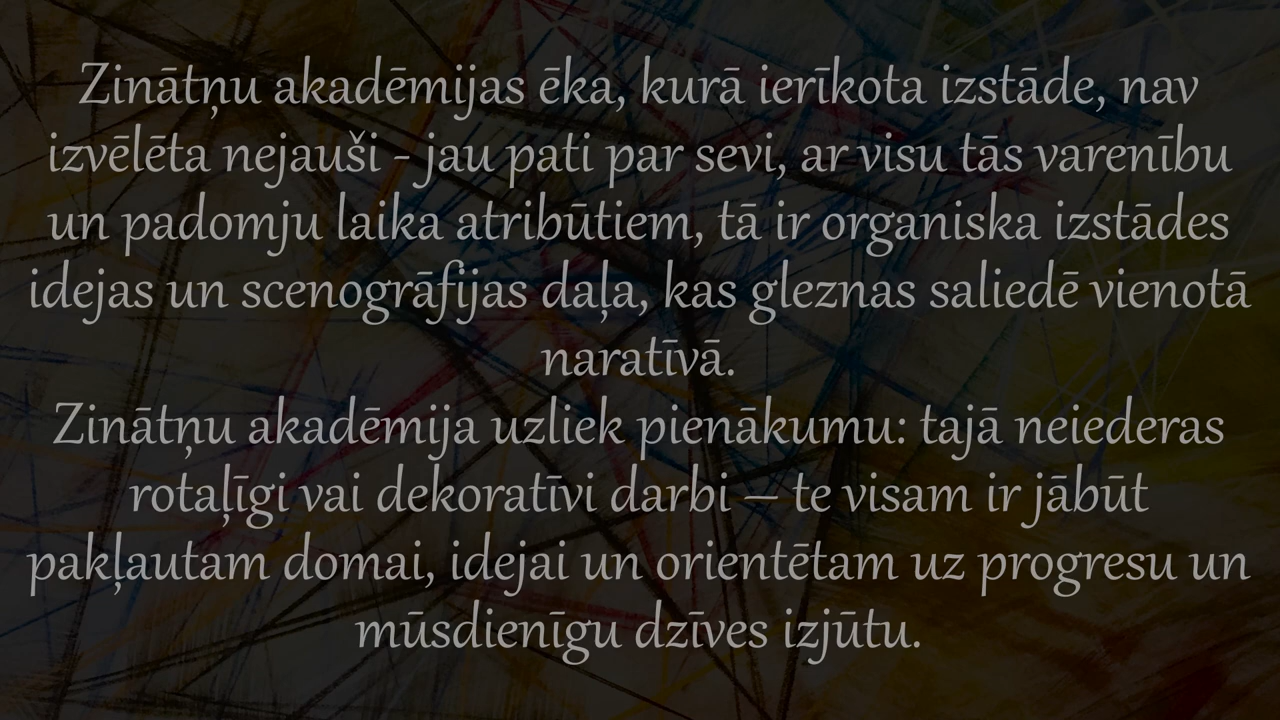 Zinātņu akadēmijas ēka, kurā ierīkota izstāde, nav
izvēlēta nejauši - jau pati par sevi, ar visu tās varenību
un padomju laika atribūtiem, tā ir organiska izstādes
idejas un scenogrāfijas daļa, kas gleznas saliedē vienotā
naratīvā.
Zinātņu akadēmija uzliek pienākumu: tajā neiederas
rotaļīgi vai dekoratīvi darbi – te visam ir jābūt
pakļautam domai, idejai un orientētam uz progresu un
mūsdienīgu dzīves izjūtu.